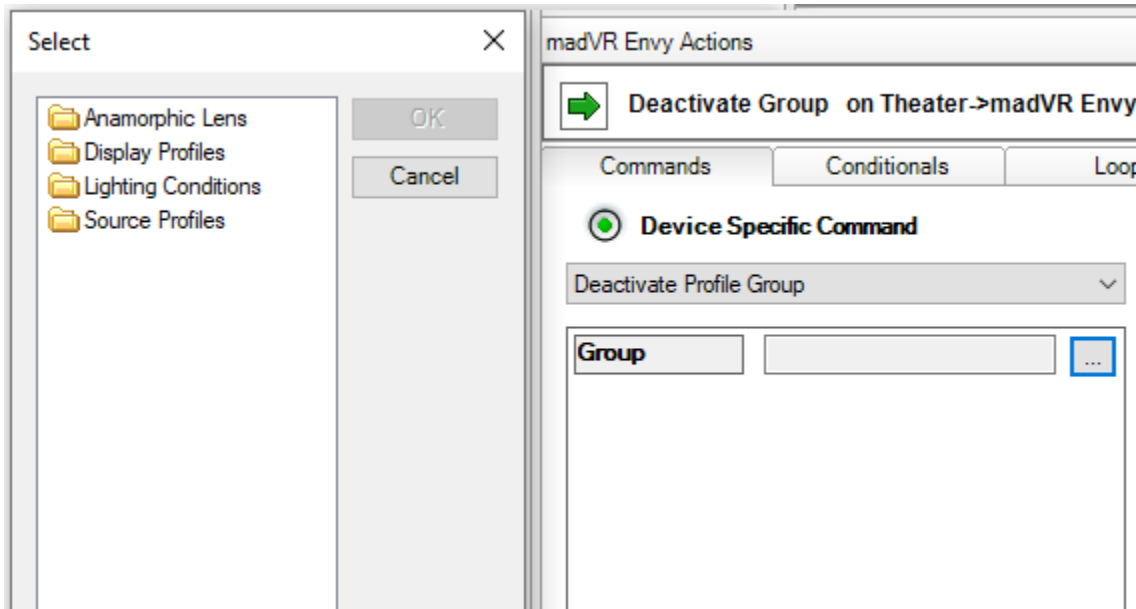 Select
Anamorphic Lens
Display Profiles
Lighting Conditions
Source Profiles
OK
Cancel
madVR Envy Actions
Deactivate Group on Theater->madVR Envy
Commands
Conditionals
Loop
Device Specific Command
Deactivate Profile Group
Group
...